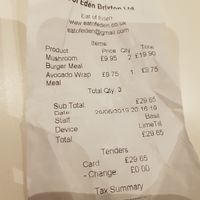 of Eden Brixton Ltd
Eat of Eden
www.eatofeden.co.uk
eatofeden@gmail.com
Items
Product Price Qty Total
Mushroom £9.95 2 £19.90
Burger Meal
Avocado Wrap £9.75 1 £9.75
Meal
Total Qty 3
Sub Total £29.65
Date 26/06/2019 20:16:19
Staff Basil
Device LimeTill
Total £29.65
Tenders
Card £29.65
- Change £0.00
Tax Summary